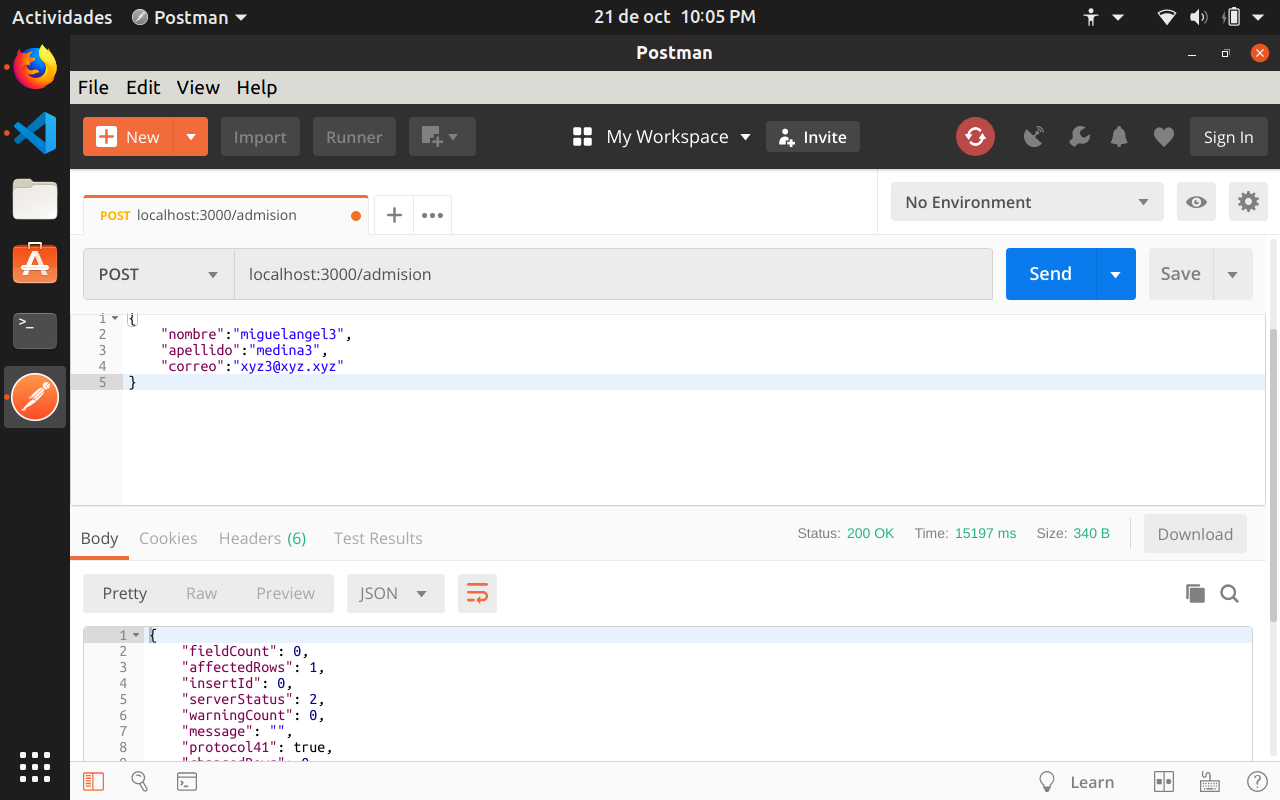 Actividades Postman 21 de oct 10:05 PM
Postman
File Edit View Help
New Import Runner My Workspace Invite Sign In
POST localhost:3000/admision No Environment
POST localhost:3000/admision Send Save
1 {
2 "nombre":"miguelangel3",
3 "apellido":"medina3",
4 "correo":"xyz3@xyz.xyz"
5 }
Body Cookies Headers (6) Test Results Status: 200 OK Time: 15197 ms Size: 340 B Download
Pretty Raw Preview JSON
1 {
2 "fieldCount": 0,
3 "affectedRows": 1,
4 "insertId": 0,
5 "serverStatus": 2,
6 "warningCount": 0,
7 "message": "",
8 "protocol41": true,
9 "changedRows": 0
Learn